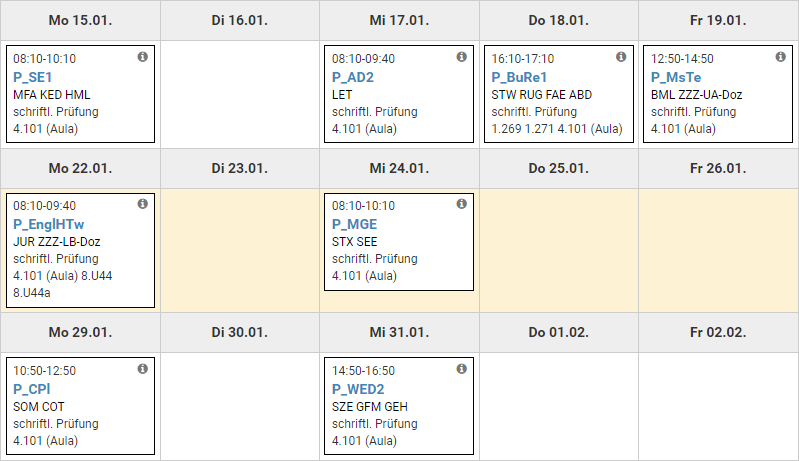 Mo 15.01.
Di 16.01.
Mi 17.01.
Do 18.01.
Fr 19.01.
08:10-10:10
P_SE1
MFA KED HML
schriftl. Prüfung
4.101 (Aula)
08:10-09:40
P_AD2
LET
schriftl. Prüfung
4.101 (Aula)
16:10-17:10
P_BuRe1
STW RUG FAE ABD
schriftl. Prüfung
1.269 1.271 4.101 (Aula)
12:50-14:50
P_MsTe
BML ZZZ-UA-Doz
schriftl. Prüfung
4.101 (Aula)
Mo 22.01.
Di 23.01.
Mi 24.01.
Do 25.01.
Fr 26.01.
08:10-09:40
P_EnglHTw
JUR ZZZ-LB-Doz
schriftl. Prüfung
4.101 (Aula) 8.U44
8.U44a
08:10-10:10
P_MGE
STX SEE
schriftl. Prüfung
4.101 (Aula)
Mo 29.01.
Di 30.01.
Mi 31.01.
Do 01.02.
Fr 02.02.
10:50-12:50
P_CPl
SOM COT
schriftl. Prüfung
4.101 (Aula)
14:50-16:50
P_WED2
SZE GFM GEH
schriftl. Prüfung
4.101 (Aula)